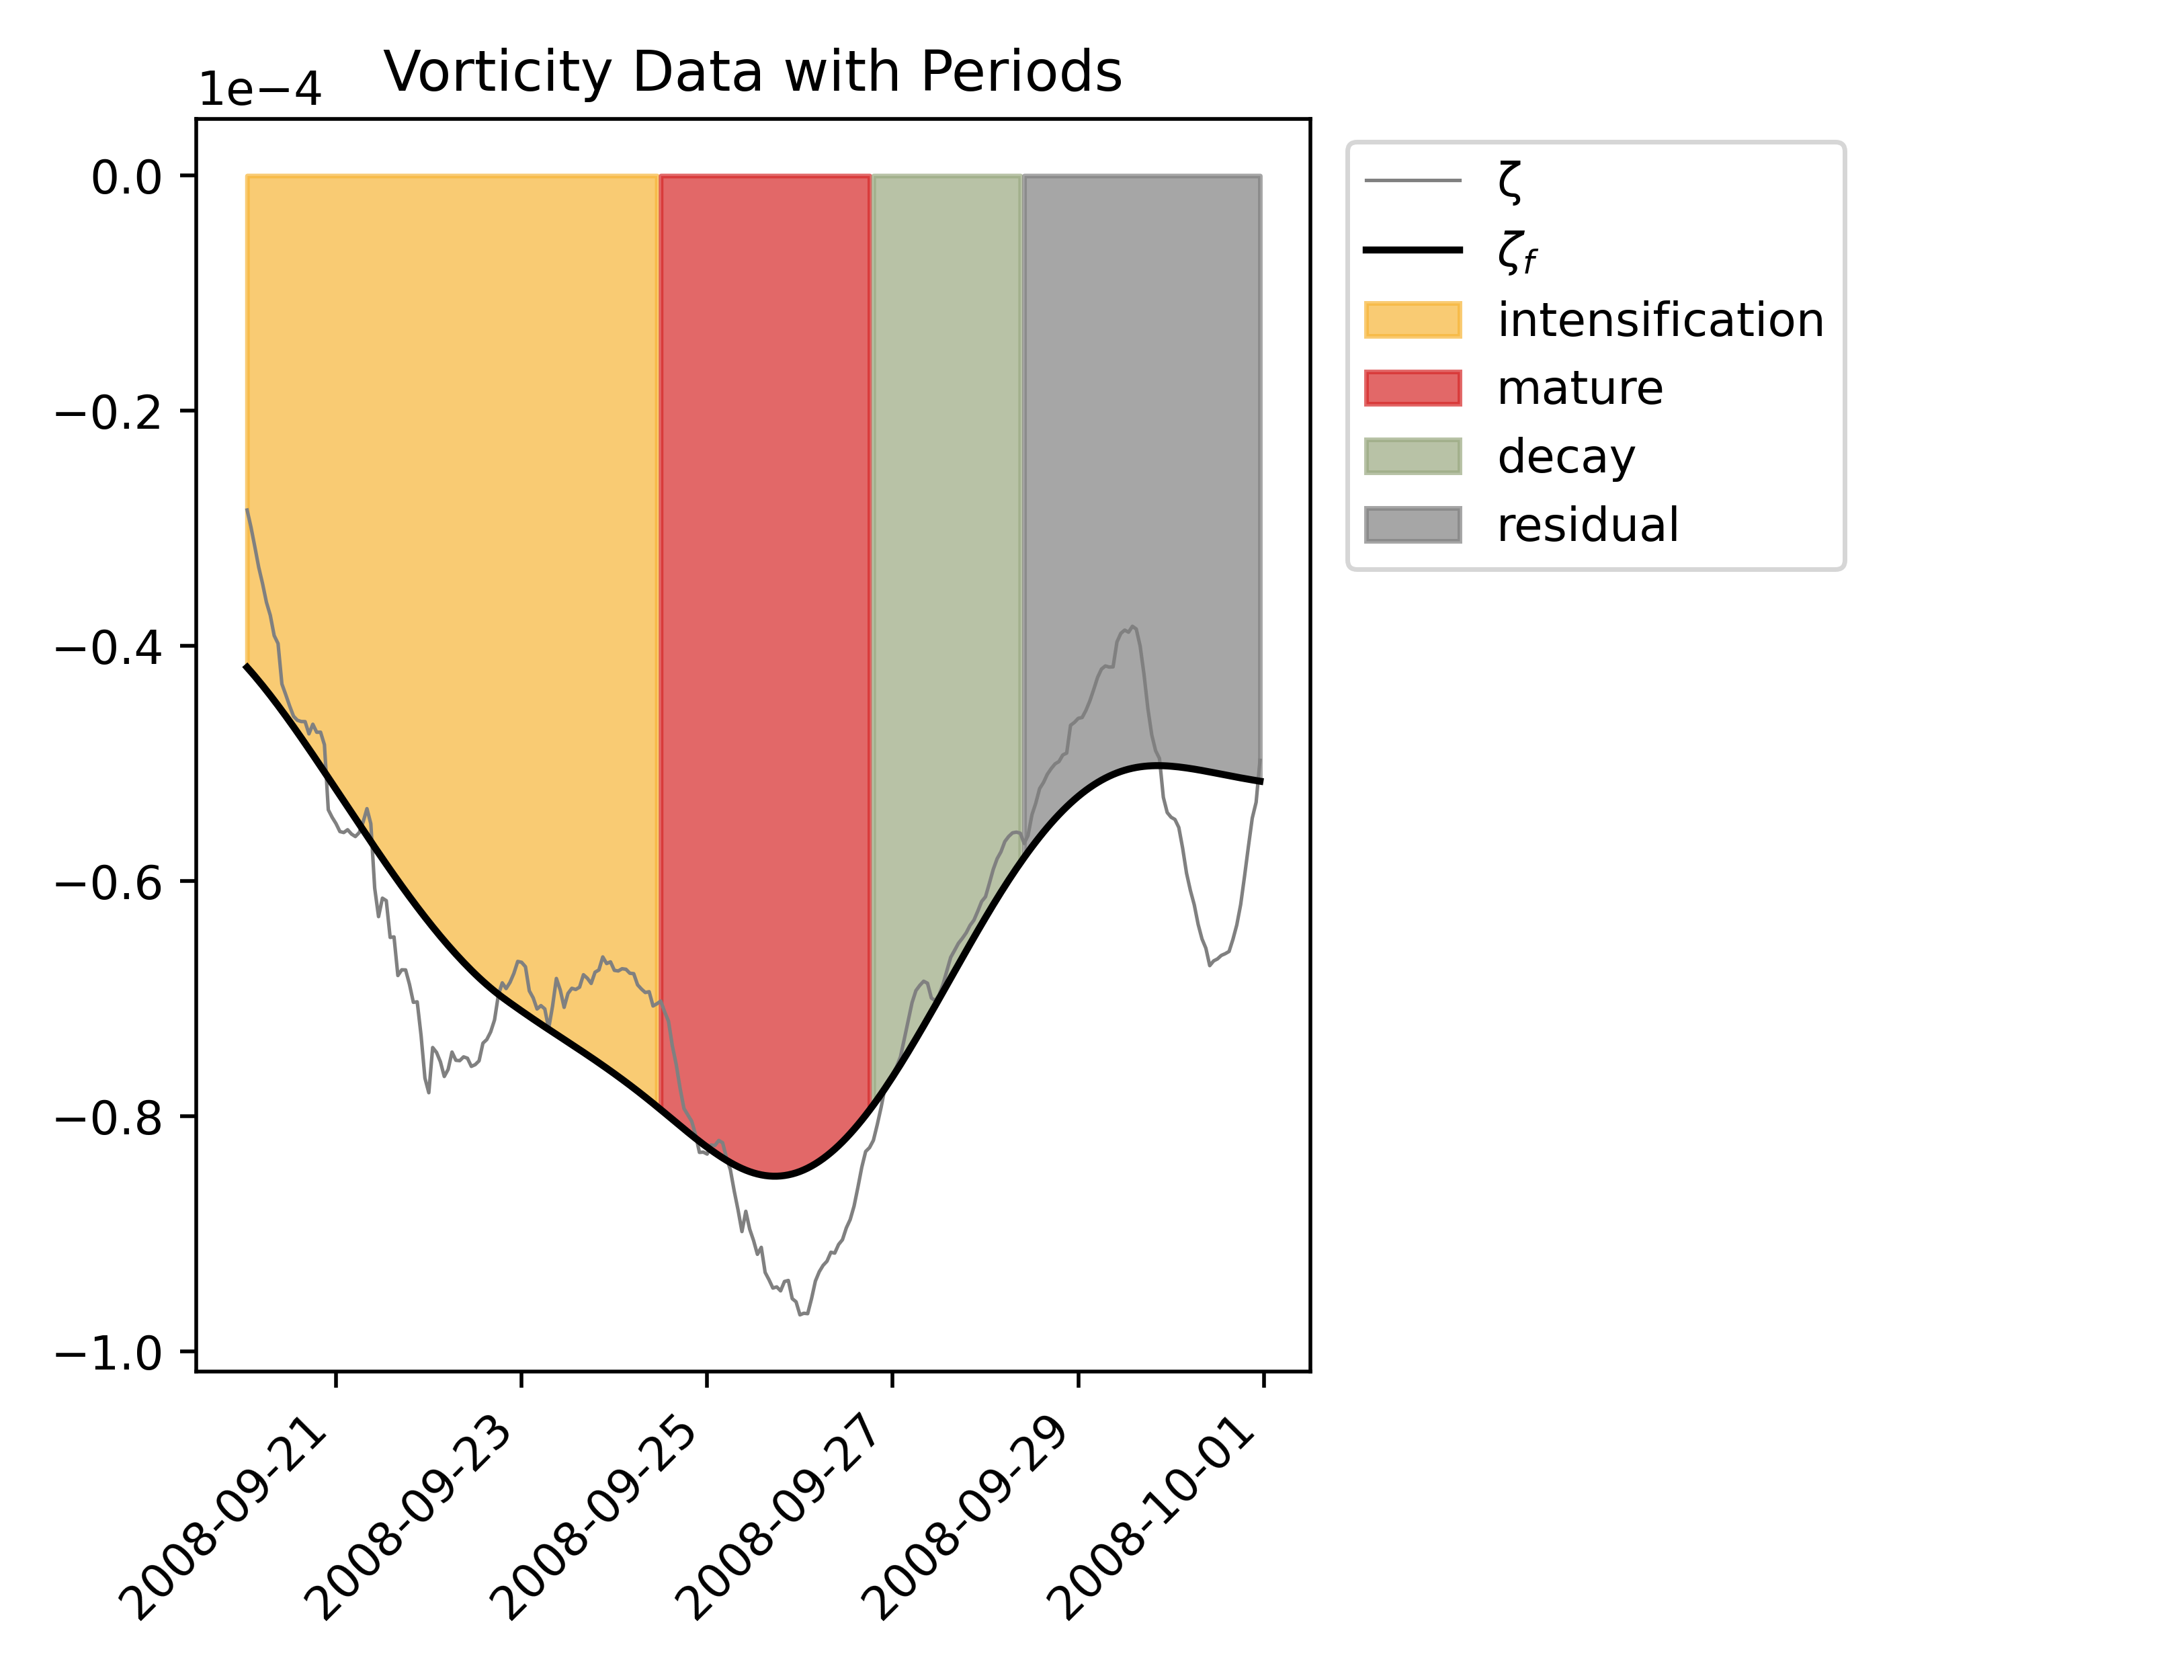 Vorticity Data with Periods
1e−4
0.0
−0.2
−0.4
−0.6
−0.8
−1.0
2008-09-21
2008-09-23
2008-09-25
2008-09-27
2008-09-29
2008-10-01
ζ
ζf
intensification
mature
decay
residual